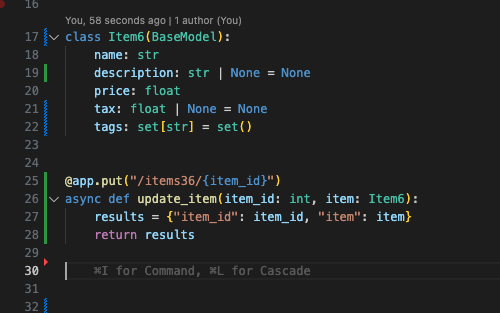 16
You, 58 seconds ago | 1 author (You)
17 class Item6(BaseModel):
18     name: str
19     description: str | None = None
20     price: float
21     tax: float | None = None
22     tags: set[str] = set()
23
24
25 @app.put("/items36/{item_id}")
26 async def update_item(item_id: int, item: Item6):
27     results = {"item_id": item_id, "item": item}
28     return results
29
30     ⌘I for Command, ⌘L for Cascade
31
32